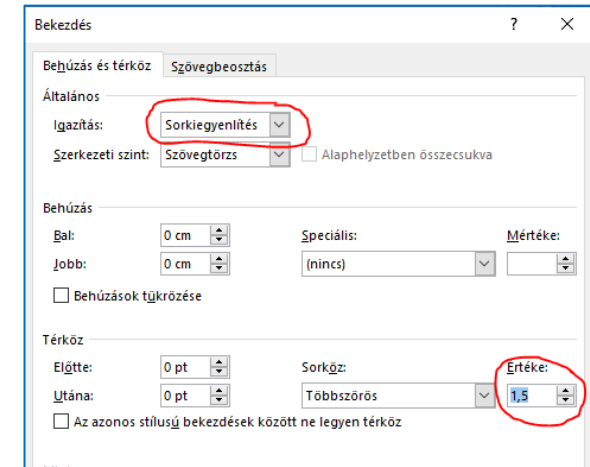 Bekezdés ? ×
Behúzás és térköz Szövegbeosztás
Általános
Igazítás: Sorkiegyenlítés
Szerkezeti szint: Szövegtörzs Alaphelyzetben összecsukva
Behúzás
Bal: 0 cm Speciális: Mértéke:
Jobb: 0 cm (nincs)
Behúzások tükrözése
Térköz
Előtte: 0 pt Sorköz: Értéke:
Utána: 0 pt Többszörös 1,5
Az azonos stílusú bekezdések között ne legyen térköz